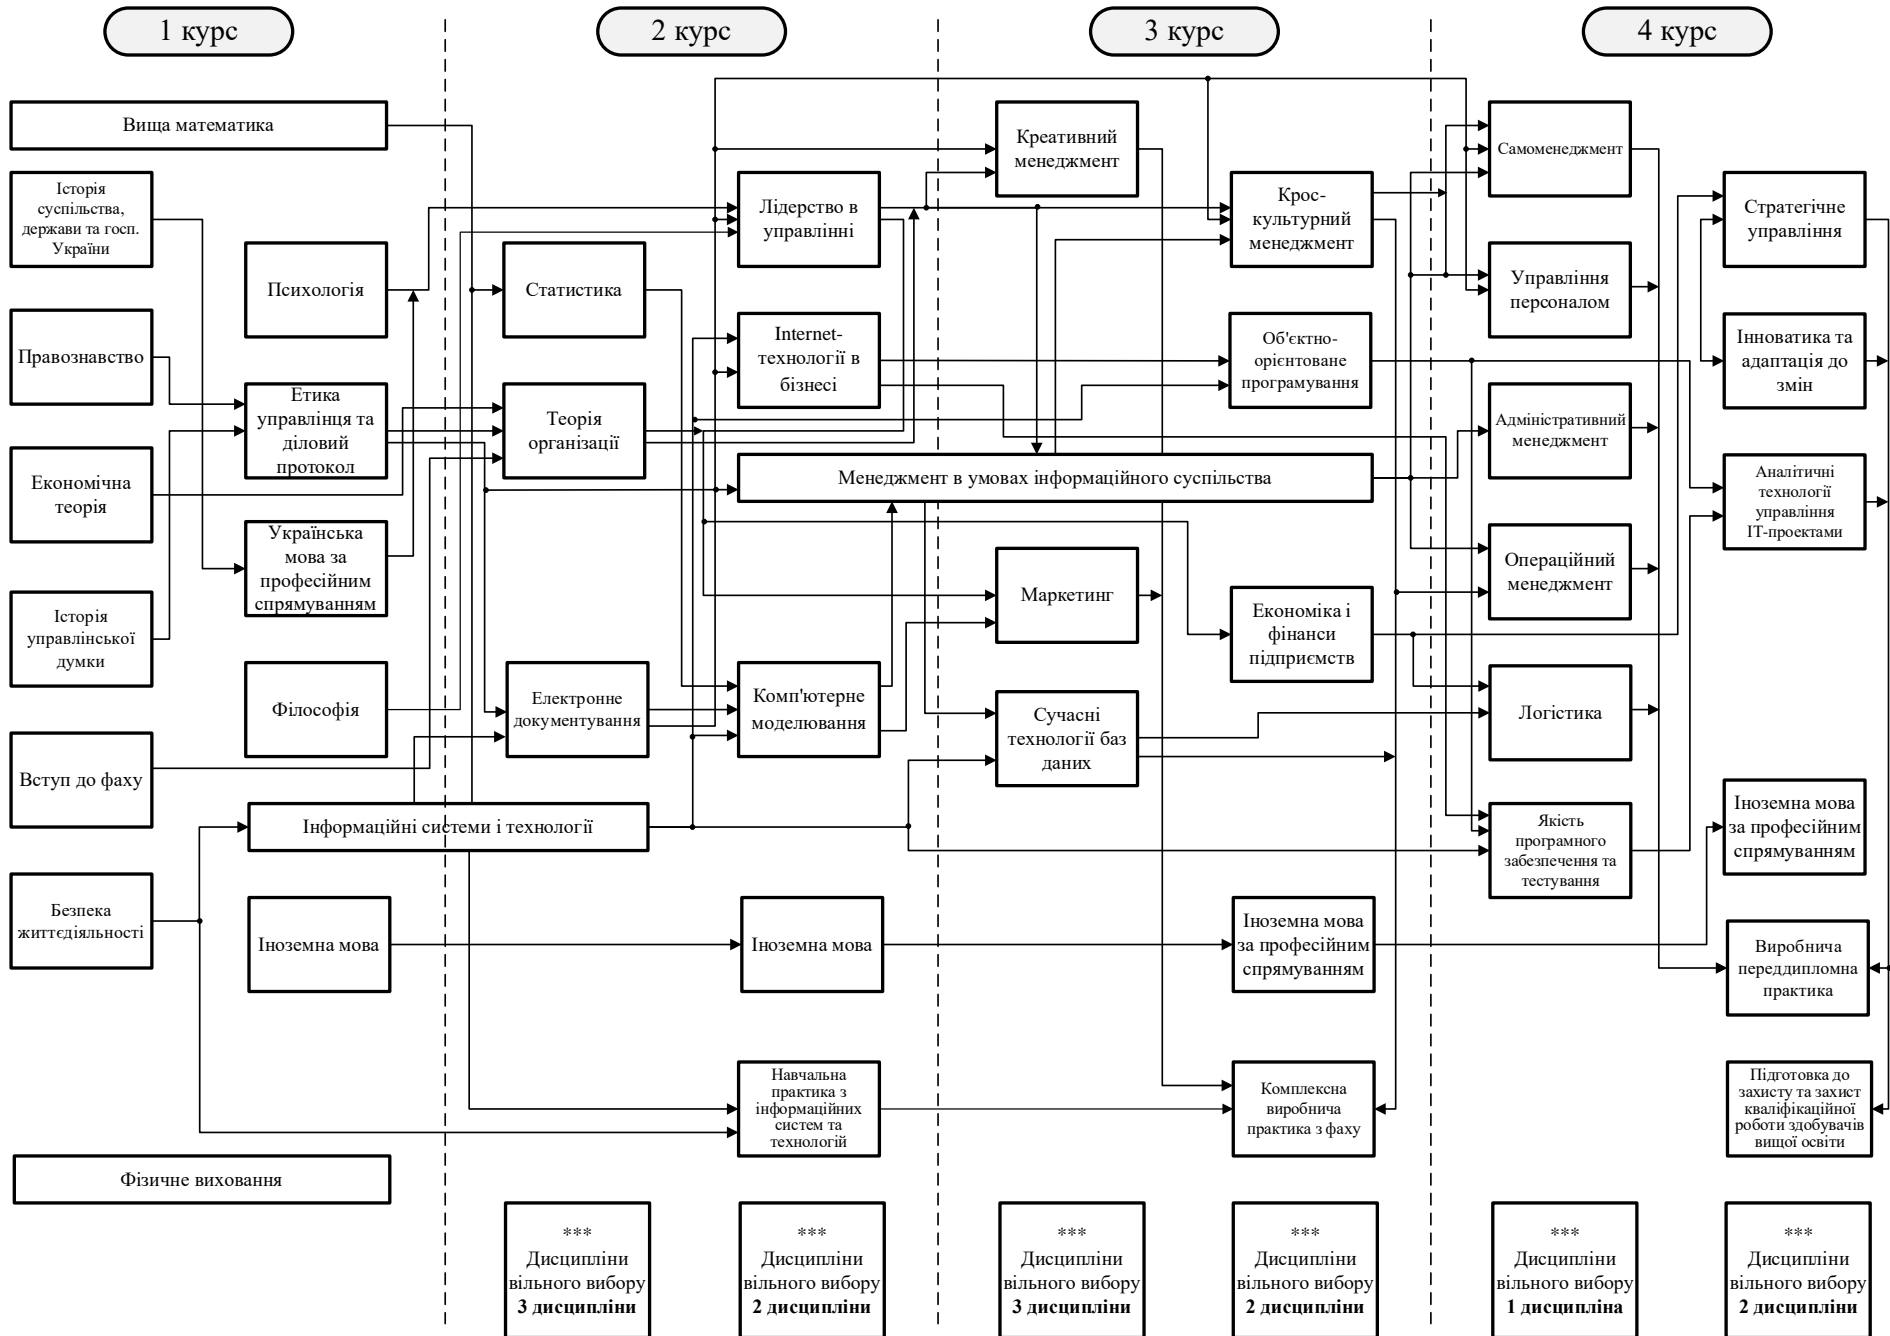 1 курс
2 курс
3 курс
4 курс
Вища математика
Історія
суспільства,
держави та госп.
України
Правознавство
Економічна
теорія
Історія
управлінської
думки
Вступ до фаху
Безпека
життєдіяльності
Психологія
Етика
управлінця та
діловий
протокол
Українська
мова за
професійним
спрямуванням
Філософія
Інформаційні системи і технології
Іноземна мова
Фізичне виховання
Статистика
Теорія
організації
Електронне
документування
Лідерство в
управлінні
Internet-
технології в
бізнесі
Менеджмент в умовах інформаційного суспільства
Комп'ютерне
моделювання
Іноземна мова
Навчальна
практика з
інформаційних
систем та
технологій
Креативний
менеджмент
Маркетинг
Сучасні
технології баз
даних
Крос-
культурний
менеджмент
Об'єктно-
орієнтоване
програмування
Економіка і
фінанси
підприємств
Іноземна мова
за професійним
спрямуванням
Комплексна
виробнича
практика з фаху
Самоменеджмент
Управління
персоналом
Адміністративний
менеджмент
Операційний
менеджмент
Логістика
Якість
програмного
забезпечення та
тестування
Стратегічне
управління
Інноватика та
адаптація до
змін
Аналітичні
технології
управління
ІТ-проектами
Іноземна мова
за професійним
спрямуванням
Виробнича
переддипломна
практика
Підготовка до
захисту та захист
кваліфікаційної
роботи здобувачів
вищої освіти
***
Дисципліни
вільного вибору
3 дисципліни
***
Дисципліни
вільного вибору
2 дисципліни
***
Дисципліни
вільного вибору
3 дисципліни
***
Дисципліни
вільного вибору
2 дисципліни
***
Дисципліни
вільного вибору
1 дисципліна
***
Дисципліни
вільного вибору
2 дисципліни